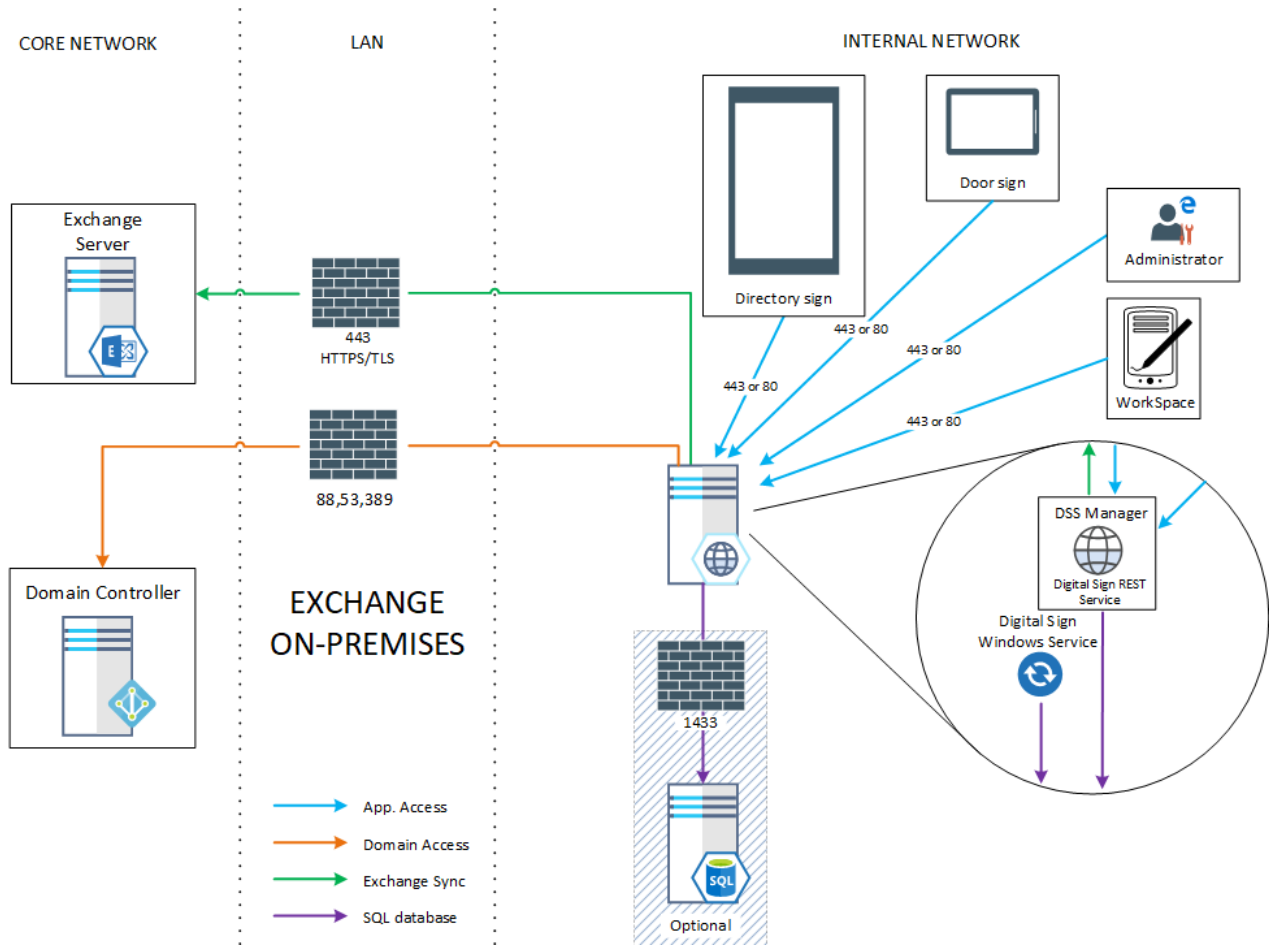 CORE NETWORK
LAN
INTERNAL NETWORK
Exchange
Server
E
443
HTTPS/TLS
88,53,389
Domain Controller
EXCHANGE
ON-PREMISES
App. Access
Domain Access
Exchange Sync
SQL database
Directory sign
Door sign
Administrator
WorkSpace
443 or 80
443 or 80
443 or 80
443 or 80
DSS Manager
Digital Sign REST
Service
Digital Sign
Windows Service
1433
SQL
Optional